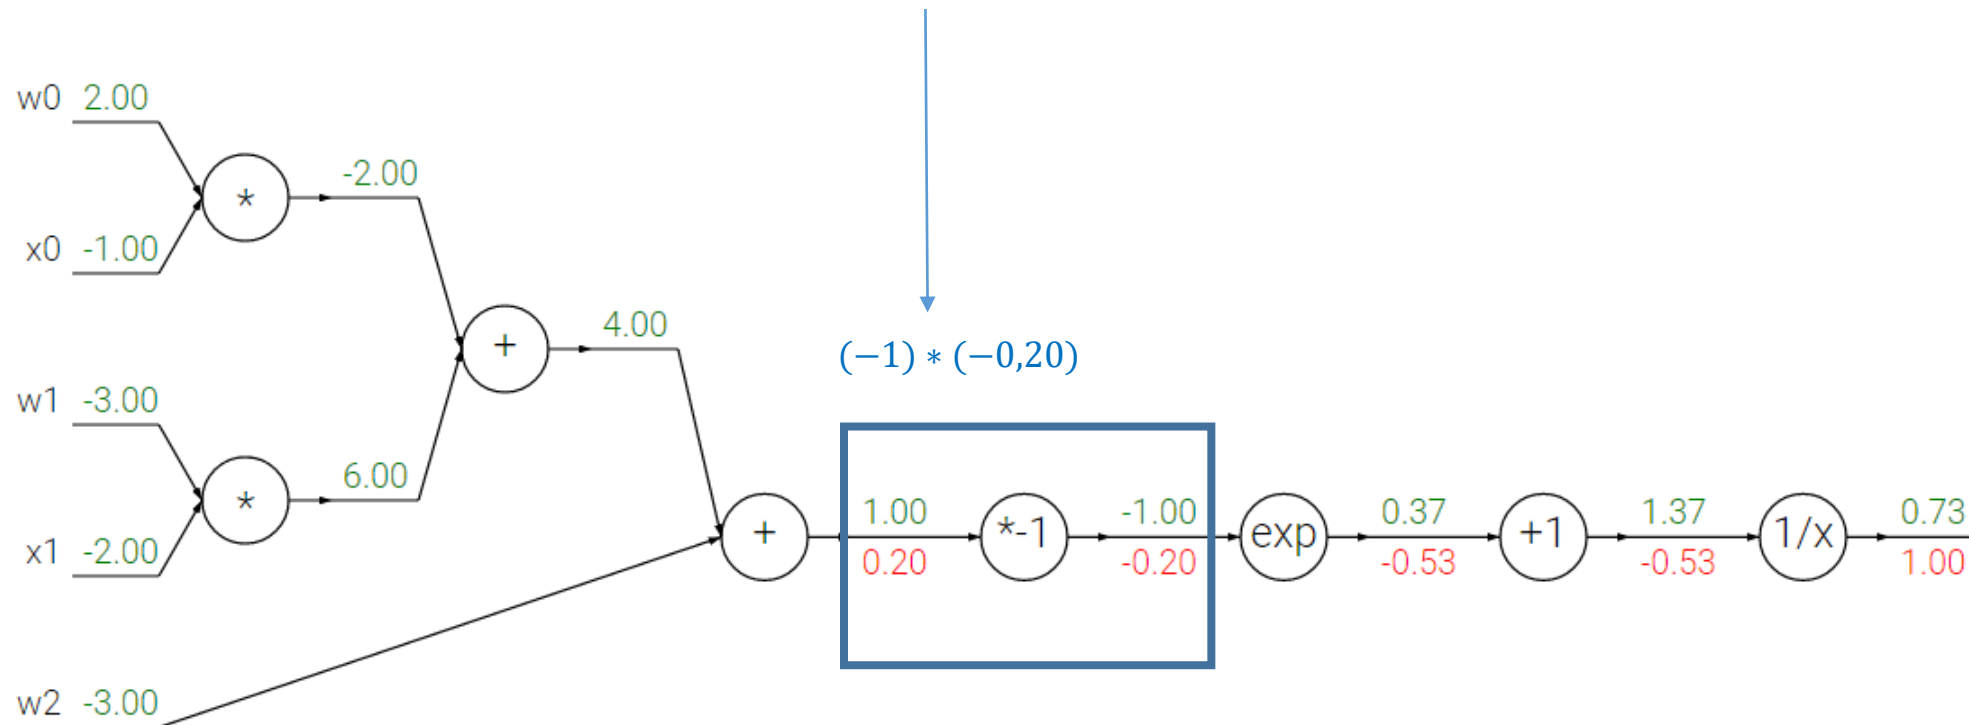 w0 2.00
*
-2.00
x0 -1.00
+
4.00
(−1) ∗ (−0,20)
w1 -3.00
*
6.00
x1 -2.00
+
1.00
0.20
*-1
-1.00
-0.20
exp
0.37
-0.53
+1
1.37
-0.53
1/x
0.73
1.00
w2 -3.00